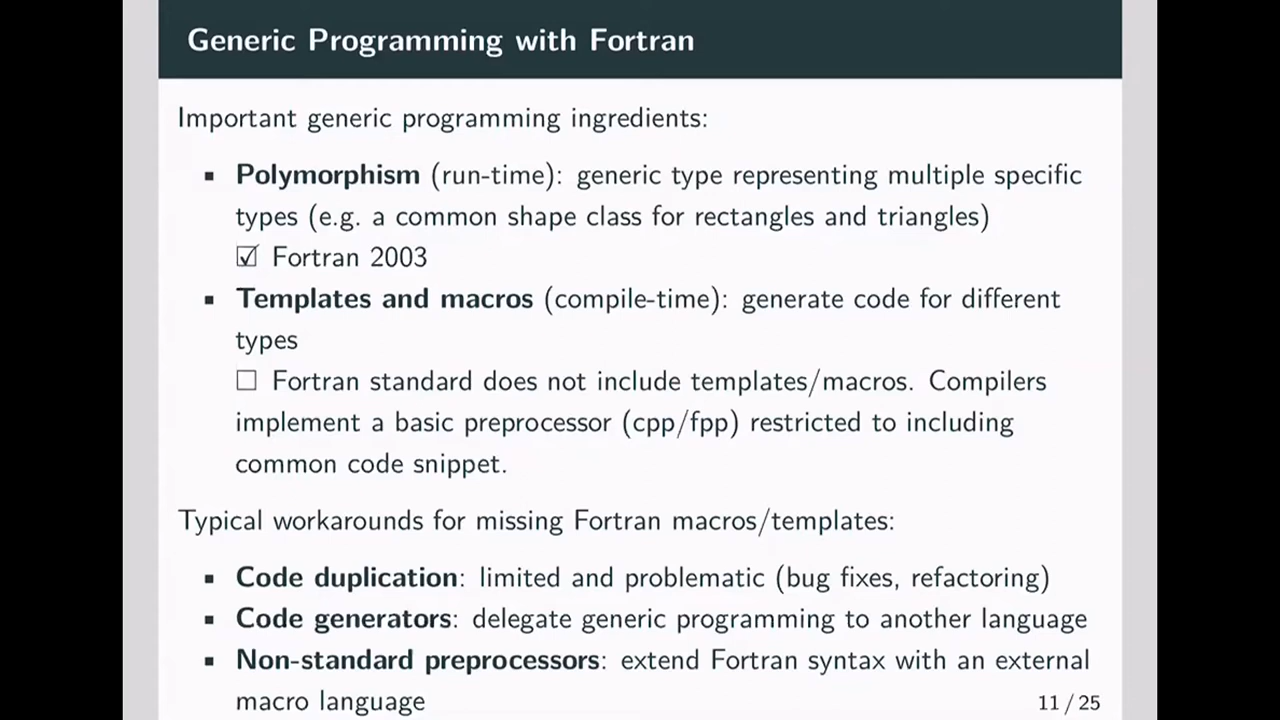 Generic Programming with Fortran
Important generic programming ingredients:
▪ Polymorphism (run-time): generic type representing multiple specific
types (e.g. a common shape class for rectangles and triangles)
☑ Fortran 2003
▪ Templates and macros (compile-time): generate code for different
types
☐ Fortran standard does not include templates/macros. Compilers
implement a basic preprocessor (cpp/fpp) restricted to including
common code snippet.
Typical workarounds for missing Fortran macros/templates:
▪ Code duplication: limited and problematic (bug fixes, refactoring)
▪ Code generators: delegate generic programming to another language
▪ Non-standard preprocessors: extend Fortran syntax with an external
macro language
11 / 25